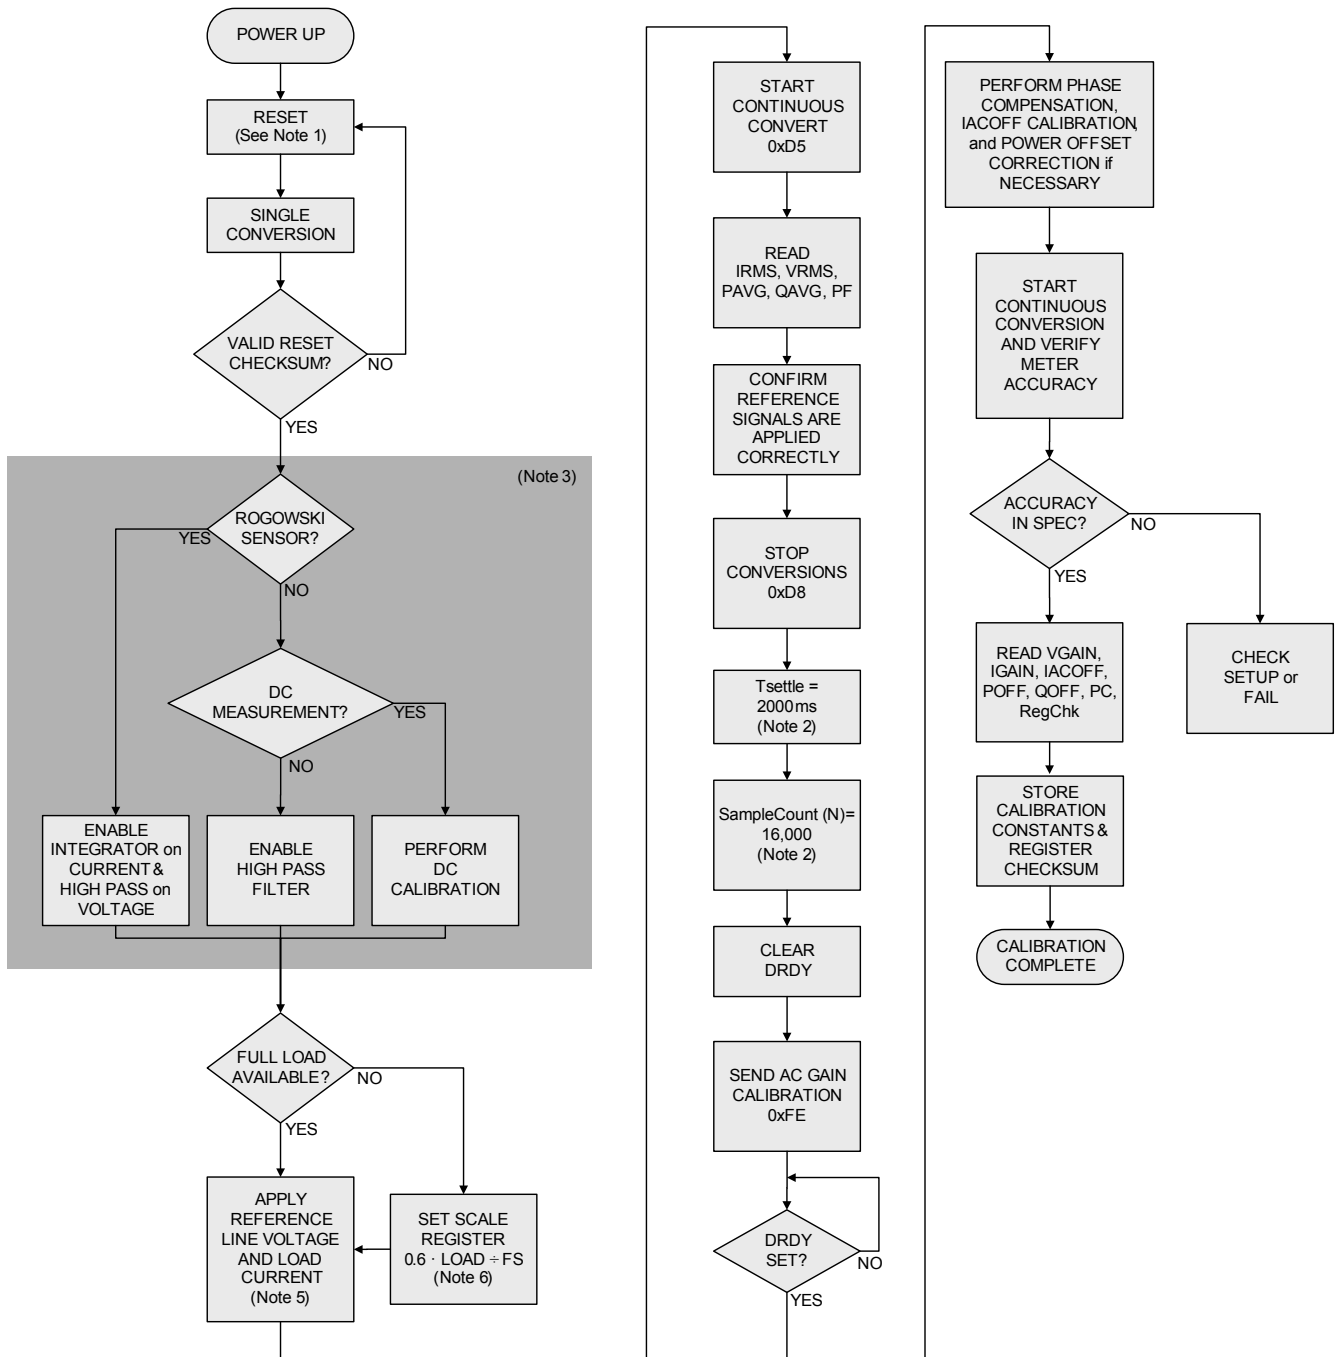 POWER UP
RESET
(See Note 1)
SINGLE
CONVERSION
VALID RESET
CHECKSUM?
NO
YES
(Note 3)
ROGOWSKI
SENSOR?
YES
NO
DC
MEASUREMENT?
YES
NO
ENABLE
INTEGRATOR on
CURRENT &
HIGH PASS on
VOLTAGE
ENABLE
HIGH PASS
FILTER
PERFORM
DC
CALIBRATION
FULL LOAD
AVAILABLE?
NO
YES
APPLY
REFERENCE
LINE VOLTAGE
AND LOAD
CURRENT
(Note 5)
SET SCALE
REGISTER
0.6 · LOAD ÷ FS
(Note 6)
START
CONTINUOUS
CONVERT
0xD5
READ
IRMS, VRMS,
PAVG, QAVG, PF
CONFIRM
REFERENCE
SIGNALS ARE
APPLIED
CORRECTLY
STOP
CONVERSIONS
0xD8
Tsettle =
2000ms
(Note 2)
SampleCount (N)=
16,000
(Note 2)
CLEAR
DRDY
SEND AC GAIN
CALIBRATION
0xFE
DRDY
SET?
NO
YES
PERFORM PHASE
COMPENSATION,
IACOFF CALIBRATION,
and POWER OFFSET
CORRECTION if
NECESSARY
START
CONTINUOUS
CONVERSION
AND VERIFY
METER
ACCURACY
ACCURACY
IN SPEC?
NO
YES
READ VGAIN,
IGAIN, IACOFF,
POFF, QOFF, PC,
RegChk
CHECK
SETUP or
FAIL
STORE
CALIBRATION
CONSTANTS &
REGISTER
CHECKSUM
CALIBRATION
COMPLETE